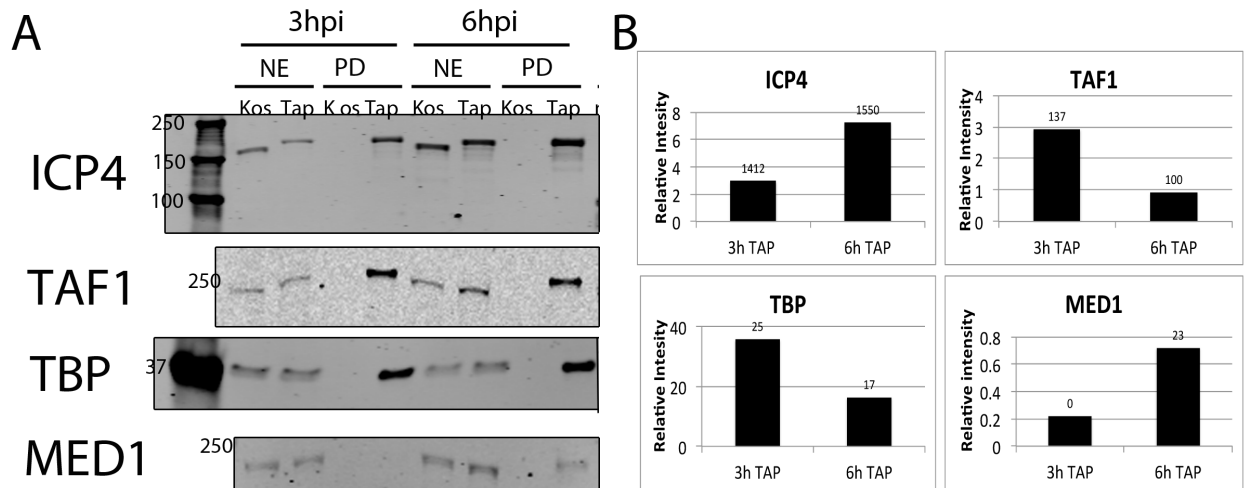 A
3hpi 6hpi
NE PD NE PD
Kos Tap K os Tap Kos Tap Kos Tap
250
150
100
ICP4
250
TAF1
37
TBP
250
MED1
B
ICP4
Relative Intesity
8
6
4
2
0
1412
1550
3h TAP 6h TAP
TAF1
Relative Intensity
4
3
2
1
0
137
100
3h TAP 6h TAP
TBP
Relative Intesity
40
20
0
25
17
3h TAP 6h TAP
MED1
Relative intensity
0.8
0.6
0.4
0.2
0
0
23
3h TAP 6h TAP